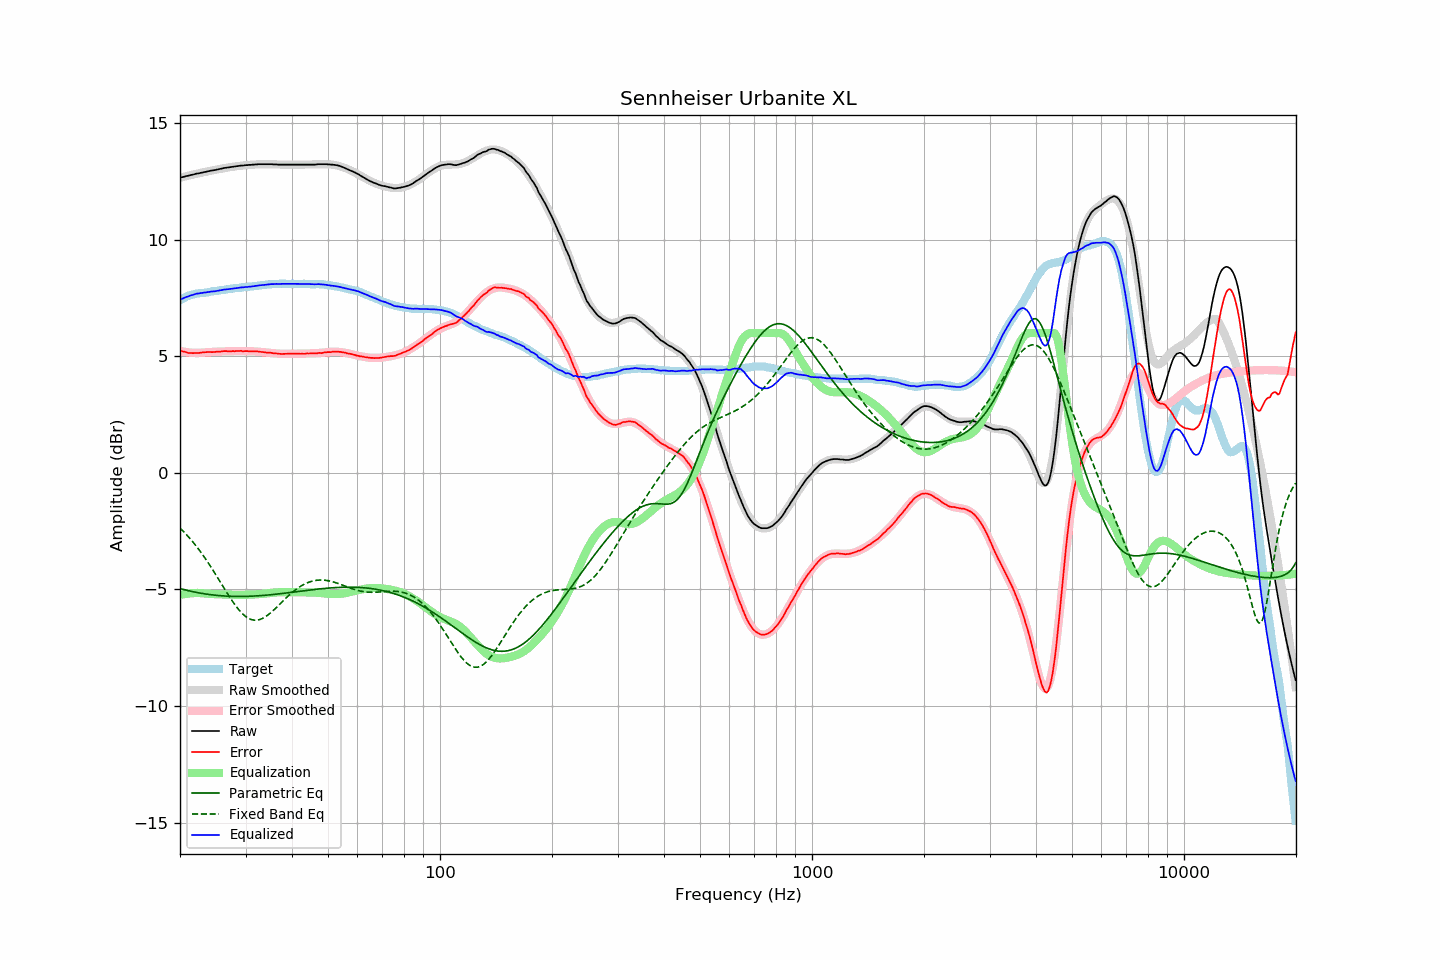 Sennheiser Urbanite XL
15
10
5
0
−5
−10
−15
Amplitude (dBr)
Target
Raw Smoothed
Error Smoothed
Raw
Error
Equalization
Parametric Eq
Fixed Band Eq
Equalized
100
1000
10000
Frequency (Hz)